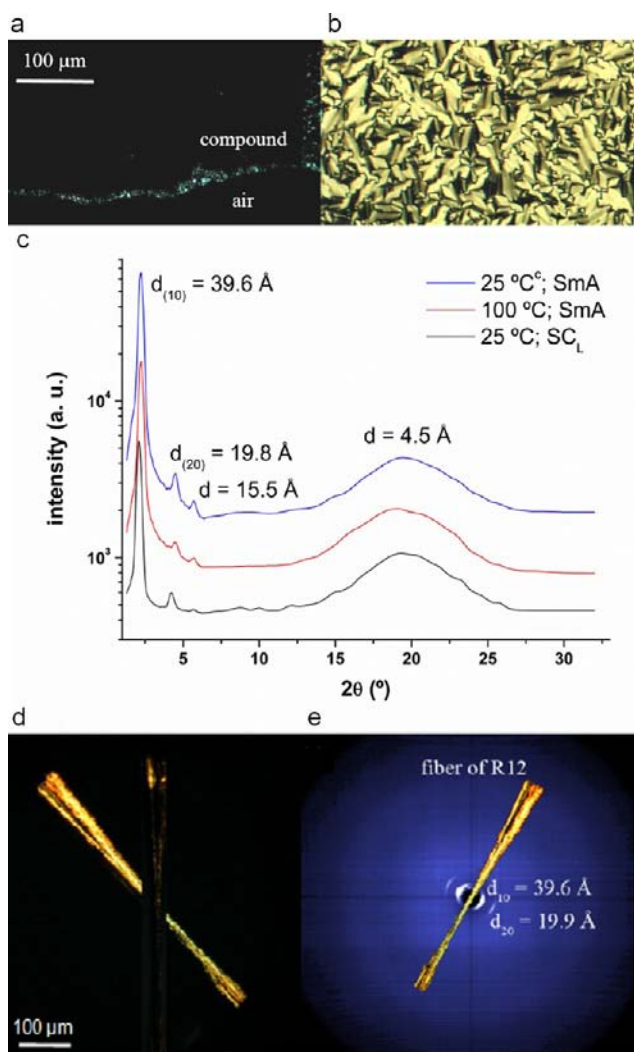 a
100 µm
compound
air
b
c
d(10) = 39.6 Å
d(20) = 19.8 Å
d = 15.5 Å
d = 4.5 Å
25 ºCᶜ; SmA
100 ºC; SmA
25 ºC; SC_L
intensity (a. u.)
10⁴
10³
5 10 15 20 25 30
2θ (º)
d
100 µm
e
fiber of R12
d₁₀ = 39.6 Å
d₂₀ = 19.9 Å